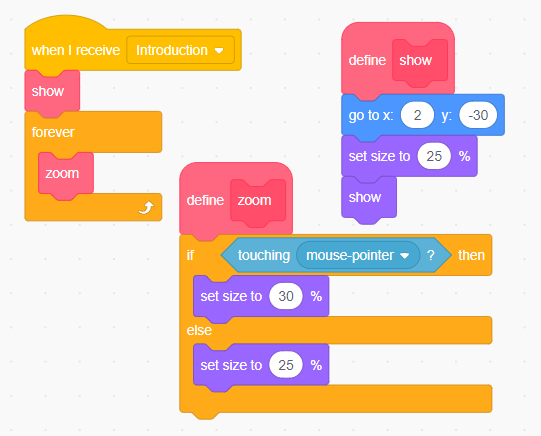 when I receive Introduction
show
forever
zoom
define show
go to x: 2 y: -30
set size to 25 %
show
define zoom
if touching mouse-pointer ? then
set size to 30 %
else
set size to 25 %